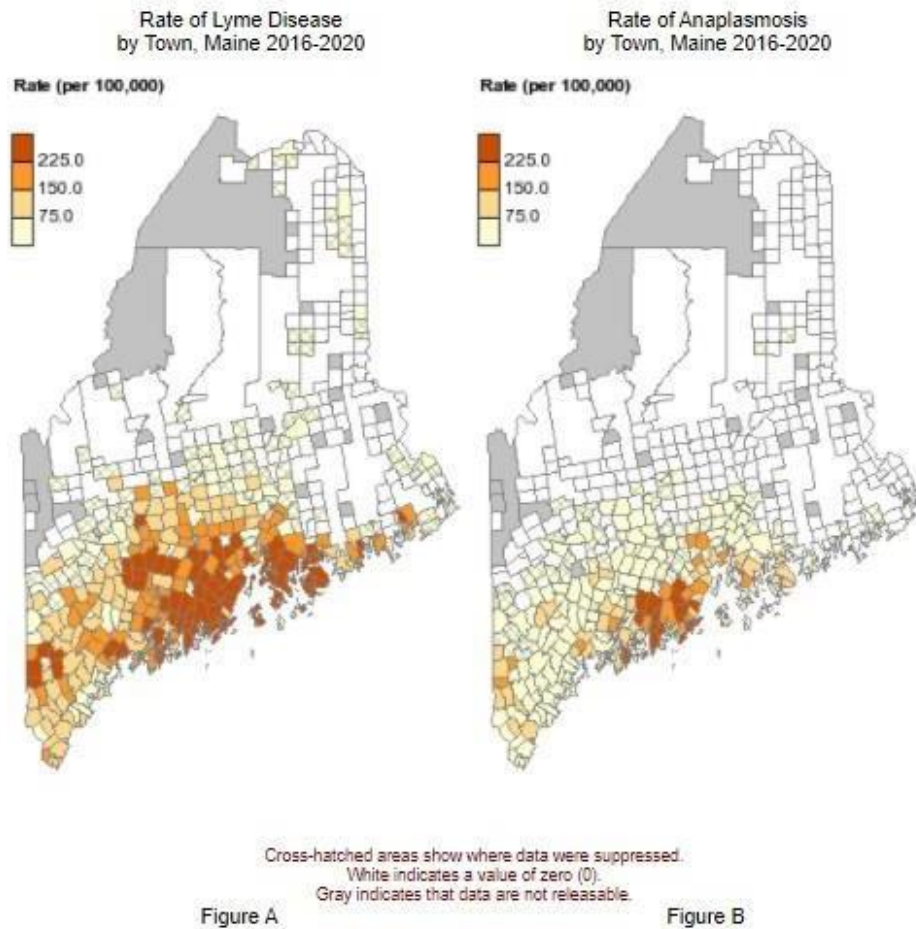 Rate of Lyme Disease
by Town, Maine 2016-2020
Rate (per 100,000)
225.0
150.0
75.0
Rate of Anaplasmosis
by Town, Maine 2016-2020
Rate (per 100,000)
225.0
150.0
75.0
Cross-hatched areas show where data were suppressed.
White indicates a value of zero (0).
Gray indicates that data are not releasable.
Figure A
Figure B